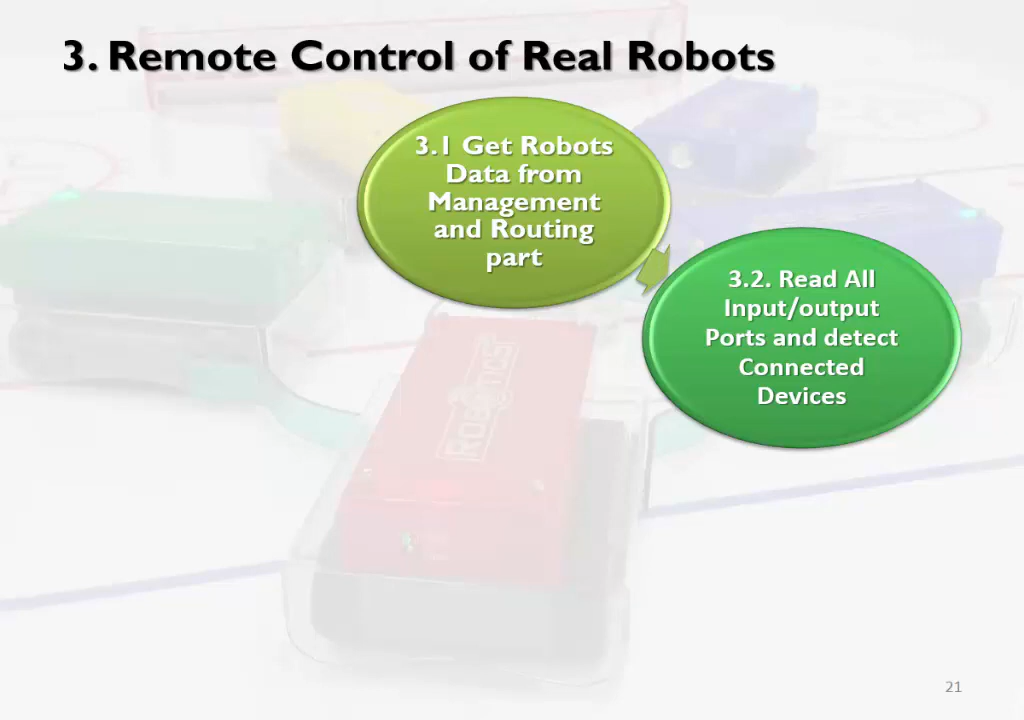 3. Remote Control of Real Robots
3.1 Get Robots
Data from
Management
and Routing
part
3.2. Read All
Input/output
Ports and detect
Connected
Devices
ROBOTICS
21